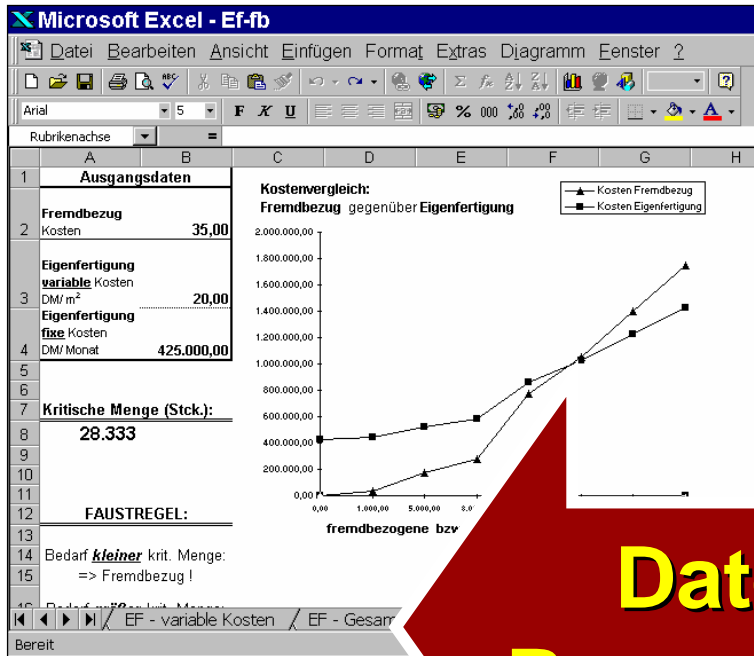 Microsoft Excel - Ef-fb
Datei Bearbeiten Ansicht Einfügen Format Extras Diagramm Fenster ?
Arial 5 F K U % 000
Rubrikenachse =
A B C D E F G H
1 Ausgangsdaten
2 Fremdbezug
Kosten 35,00
3 Eigenfertigung
variable Kosten
DM/ m² 20,00
4 Eigenfertigung
fixe Kosten
DM/ Monat 425.000,00
5
6
7 Kritische Menge (Stck.):
8 28.333
9
10
11
12 FAUSTREGEL:
13
14 Bedarf kleiner krit. Menge:
15 => Fremdbezug !
Kostenvergleich:
Fremdbezug gegenüber Eigenfertigung
Kosten Fremdbezug
Kosten Eigenfertigung
2.000.000,00
1.800.000,00
1.600.000,00
1.400.000,00
1.200.000,00
1.000.000,00
800.000,00
600.000,00
400.000,00
200.000,00
0,00
0,00 1.000,00 5.000,00
fremdbezogene bzw
Dat
EF - variable Kosten EF - Gesam
Bereit